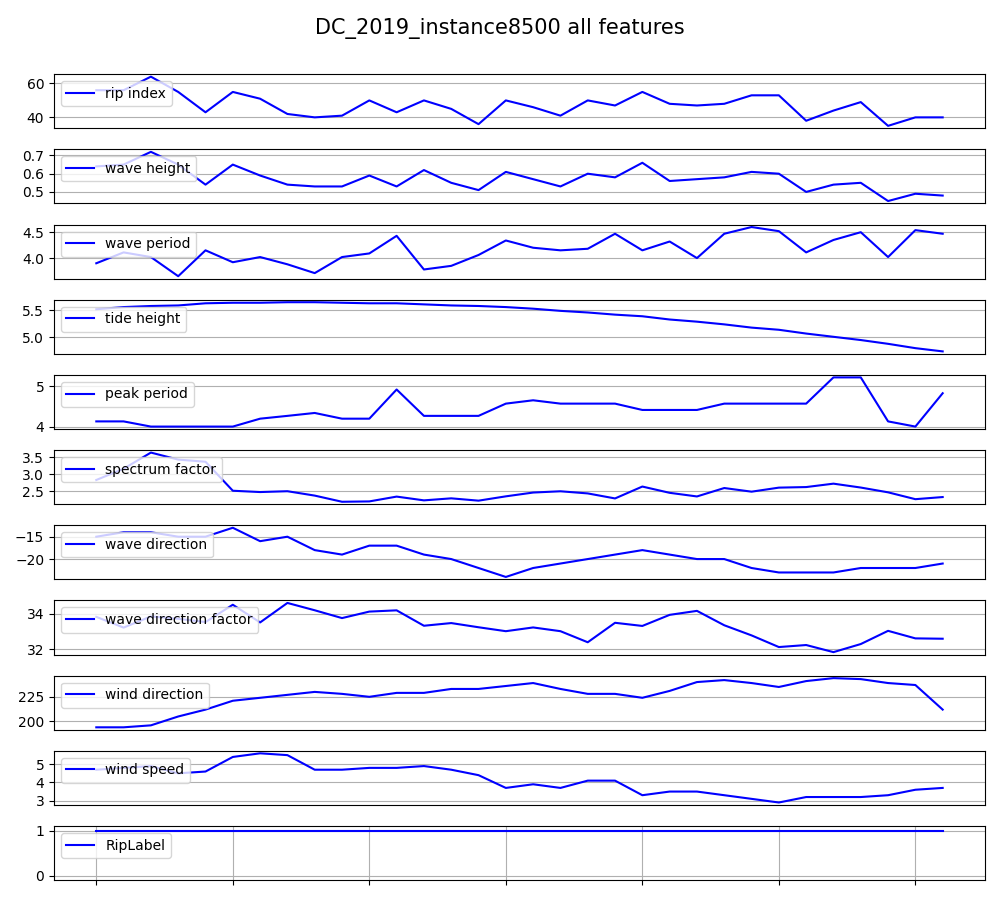 DC_2019_instance8500 all features
60
40
rip index
0.7
0.6
0.5
wave height
4.5
4.0
wave period
5.5
5.0
tide height
5
4
peak period
3.5
3.0
2.5
spectrum factor
−15
−20
wave direction
34
32
wave direction factor
225
200
wind direction
5
4
3
wind speed
1
0
RipLabel